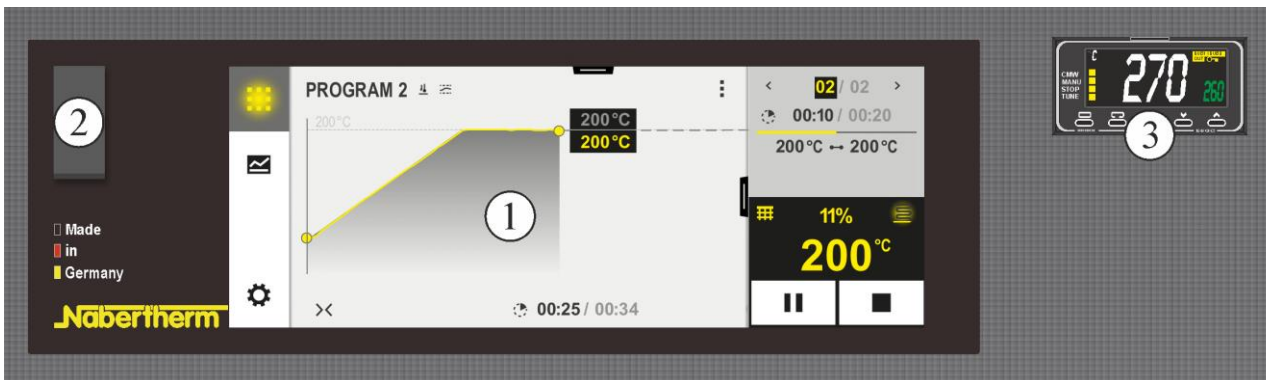 2
Made
in
Germany
Nabertherm
PROGRAM 2
200°C
200°C
200°C
1
00:25 / 00:34
02 / 02
00:10 / 00:20
200°C ↔ 200°C
11%
200°C
C
CMW
MANU
STOP
TUNE
270
260
3